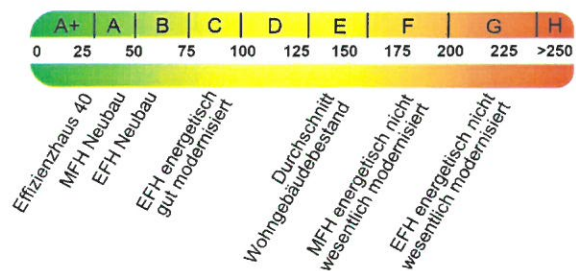 A+ A B C D E F G H
0 25 50 75 100 125 150 175 200 225 >250
Effizienzhaus 40
MFH Neubau
EFH Neubau
EFH energetisch
gut modernisiert
Durchschnitt
Wohngebäudebestand
MFH energetisch nicht
wesentlich modernisiert
EFH energetisch nicht
wesentlich modernisiert